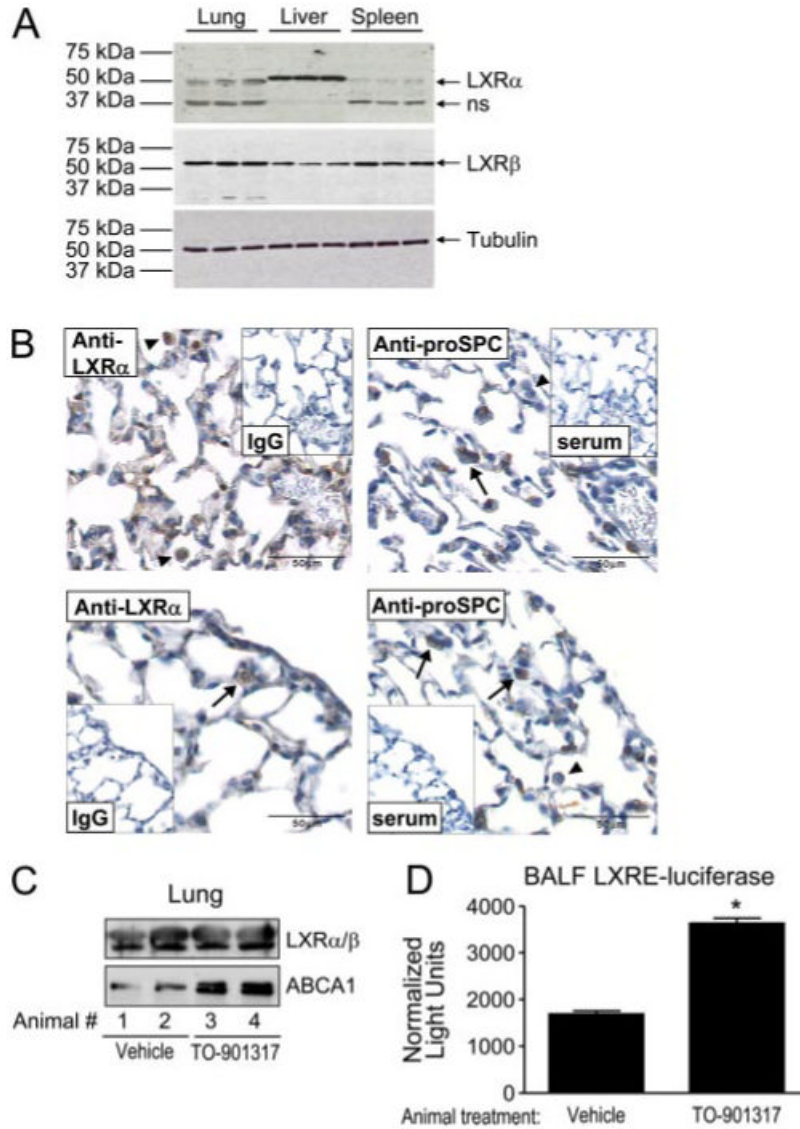 A
Lung Liver Spleen
75 kDa
50 kDa
37 kDa
LXRα
ns
75 kDa
50 kDa
37 kDa
LXRβ
75 kDa
50 kDa
37 kDa
Tubulin
B
Anti-
LXRα
IgG
50µm
Anti-proSPC
serum
50µm
Anti-LXRα
IgG
50µm
Anti-proSPC
serum
50µm
C
Lung
LXRα/β
ABCA1
Animal # 1 2 3 4
Vehicle TO-901317
D
BALF LXRE-luciferase
Normalized
Light Units
4000
3000
2000
1000
0
*
Animal treatment: Vehicle TO-901317